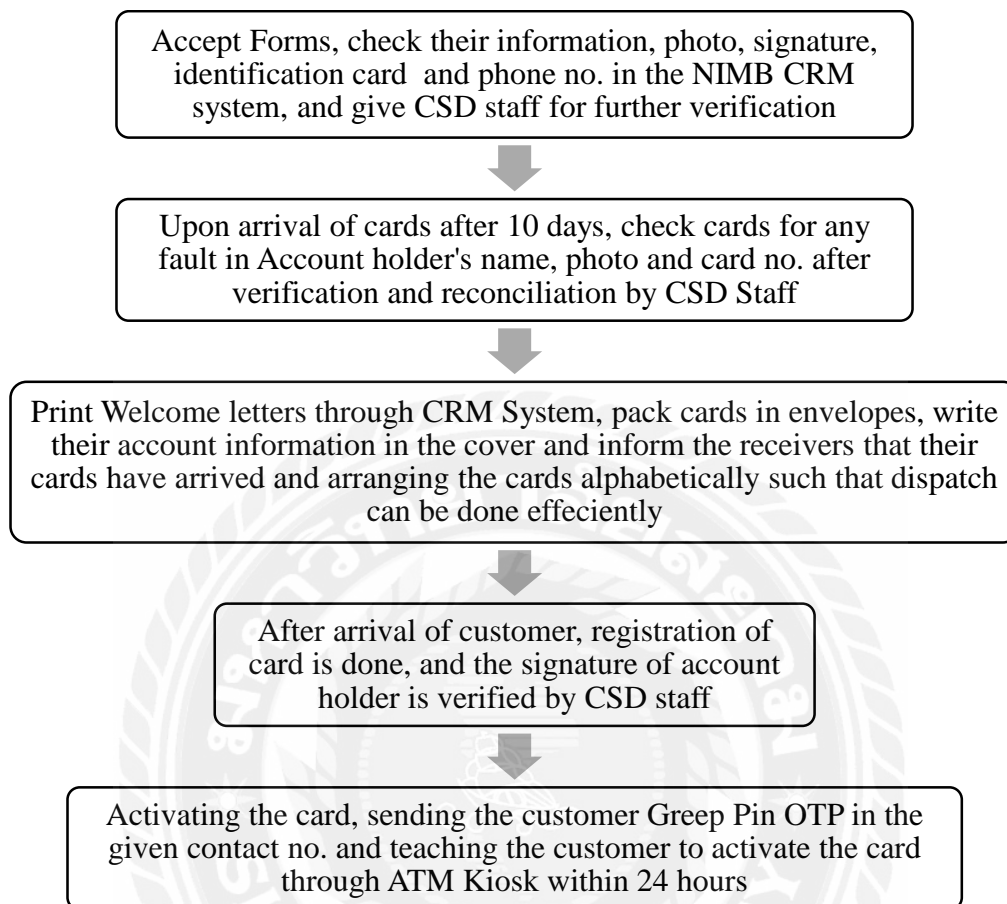 Accept Forms, check their information, photo, signature,
identification card and phone no. in the NIMB CRM
system, and give CSD staff for further verification
Upon arrival of cards after 10 days, check cards for any
fault in Account holder's name, photo and card no. after
verification and reconciliation by CSD Staff
Print Welcome letters through CRM System, pack cards in envelopes, write
their account information in the cover and inform the receivers that their
cards have arrived and arranging the cards alphabetically such that dispatch
can be done effeciently
After arrival of customer, registration of
card is done, and the signature of account
holder is verified by CSD staff
Activating the card, sending the customer Greep Pin OTP in the
given contact no. and teaching the customer to activate the card
through ATM Kiosk within 24 hours